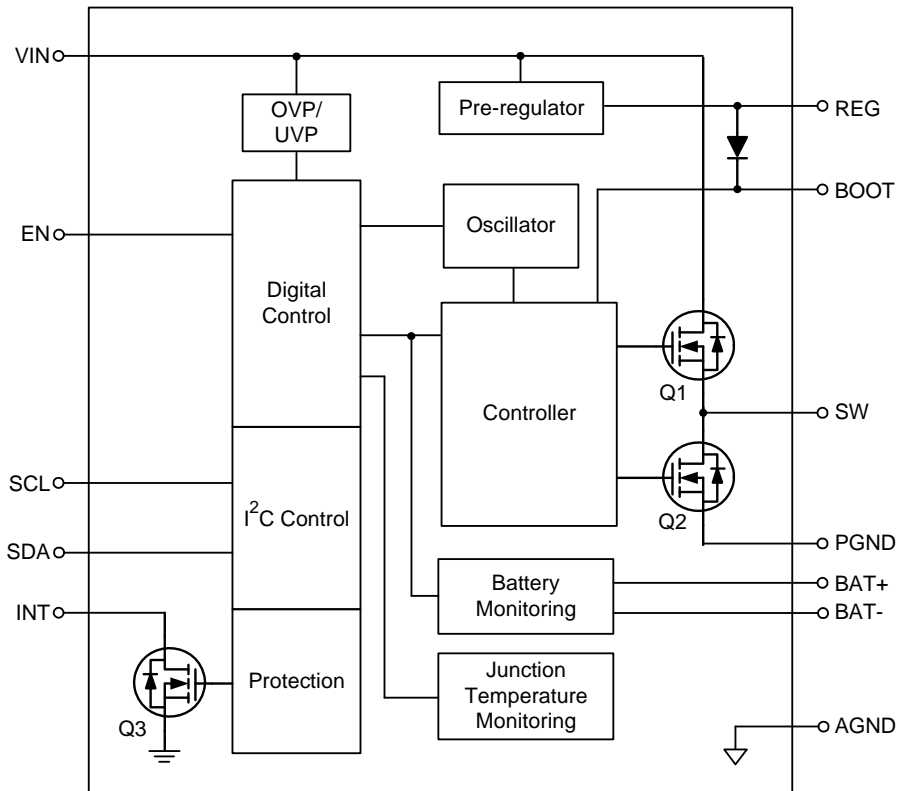 VIN
OVP/
UVP
Pre-regulator
REG
BOOT
EN
Oscillator
Digital
Control
Controller
Q1
SW
SCL
I²C Control
Q2
SDA
PGND
Battery
Monitoring
BAT+
BAT-
INT
Protection
Junction
Temperature
Monitoring
Q3
AGND